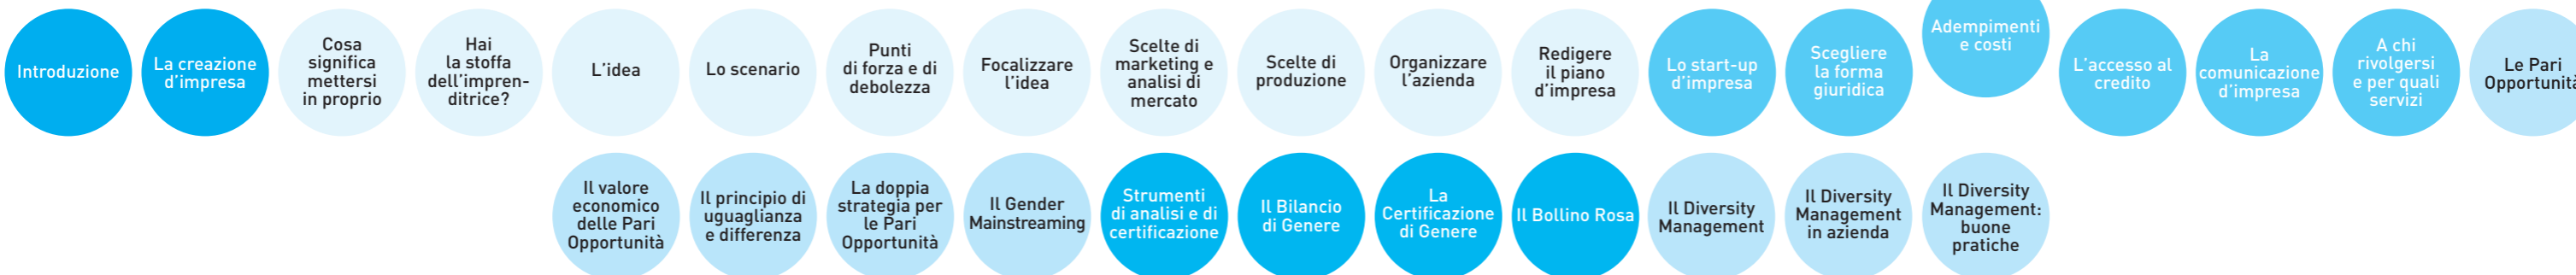 Introduzione
La creazione
d’impresa
Cosa
significa
mettersi
in proprio
Hai
la stoffa
dell’impren-
ditrice?
L’idea
Lo scenario
Punti
di forza e di
debolezza
Focalizzare
l’idea
Scelte di
marketing e
analisi di
mercato
Scelte di
produzione
Organizzare
l’azienda
Redigere
il piano
d’impresa
Lo start-up
d’impresa
Scegliere
la forma
giuridica
Adempimenti
e costi
L’accesso al
credito
La
comunicazione
d’impresa
A chi
rivolgersi
e per quali
servizi
Le Pari
Opportunità
Il valore
economico
delle Pari
Opportunità
Il principio di
uguaglianza
e differenza
La doppia
strategia per
le Pari
Opportunità
Il Gender
Mainstreaming
Strumenti
di analisi e di
certificazione
Il Bilancio
di Genere
La
Certificazione
di Genere
Il Bollino Rosa
Il Diversity
Management
Il Diversity
Management
in azienda
Il Diversity
Management:
buone
pratiche